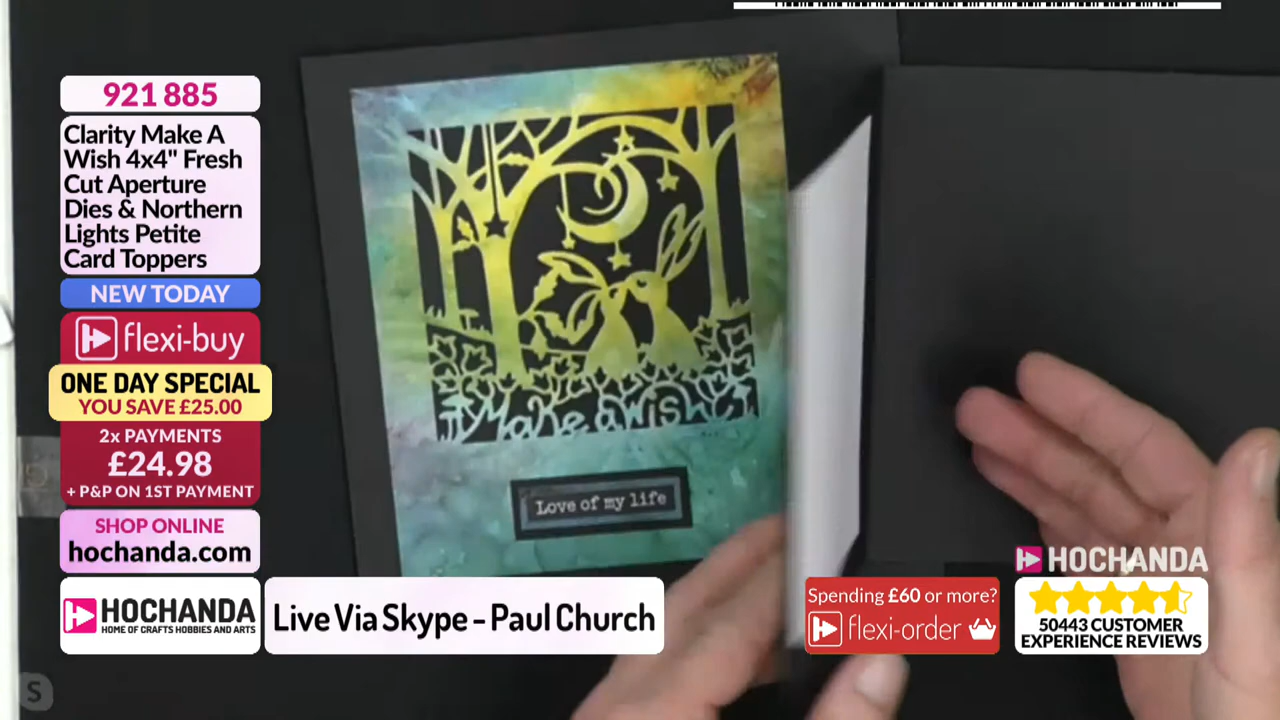 921 885
Clarity Make A
Wish 4x4" Fresh
Cut Aperture
Dies & Northern
Lights Petite
Card Toppers
NEW TODAY
flexi-buy
ONE DAY SPECIAL
YOU SAVE £25.00
2x PAYMENTS
£24.98
+ P&P ON 1ST PAYMENT
SHOP ONLINE
hochanda.com
HOCHANDA
HOME OF CRAFTS HOBBIES AND ARTS
Live Via Skype - Paul Church
Make a wish
Love of my life
Spending £60 or more?
flexi-order
HOCHANDA
50443 CUSTOMER
EXPERIENCE REVIEWS
S